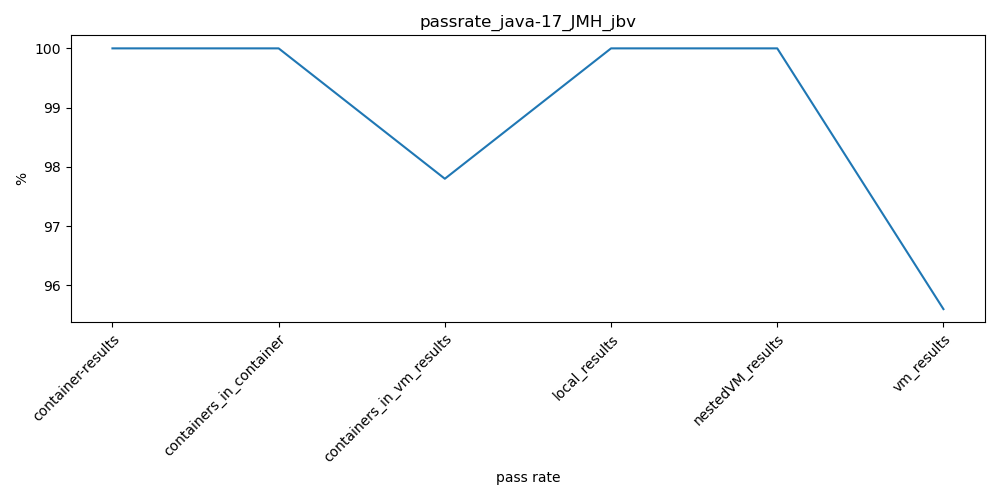 passrate_java-17_JMH_jbv
100
99
98
97
96
%
container-results
containers_in_container
containers_in_vm_results
local_results
nestedVM_results
vm_results
pass rate